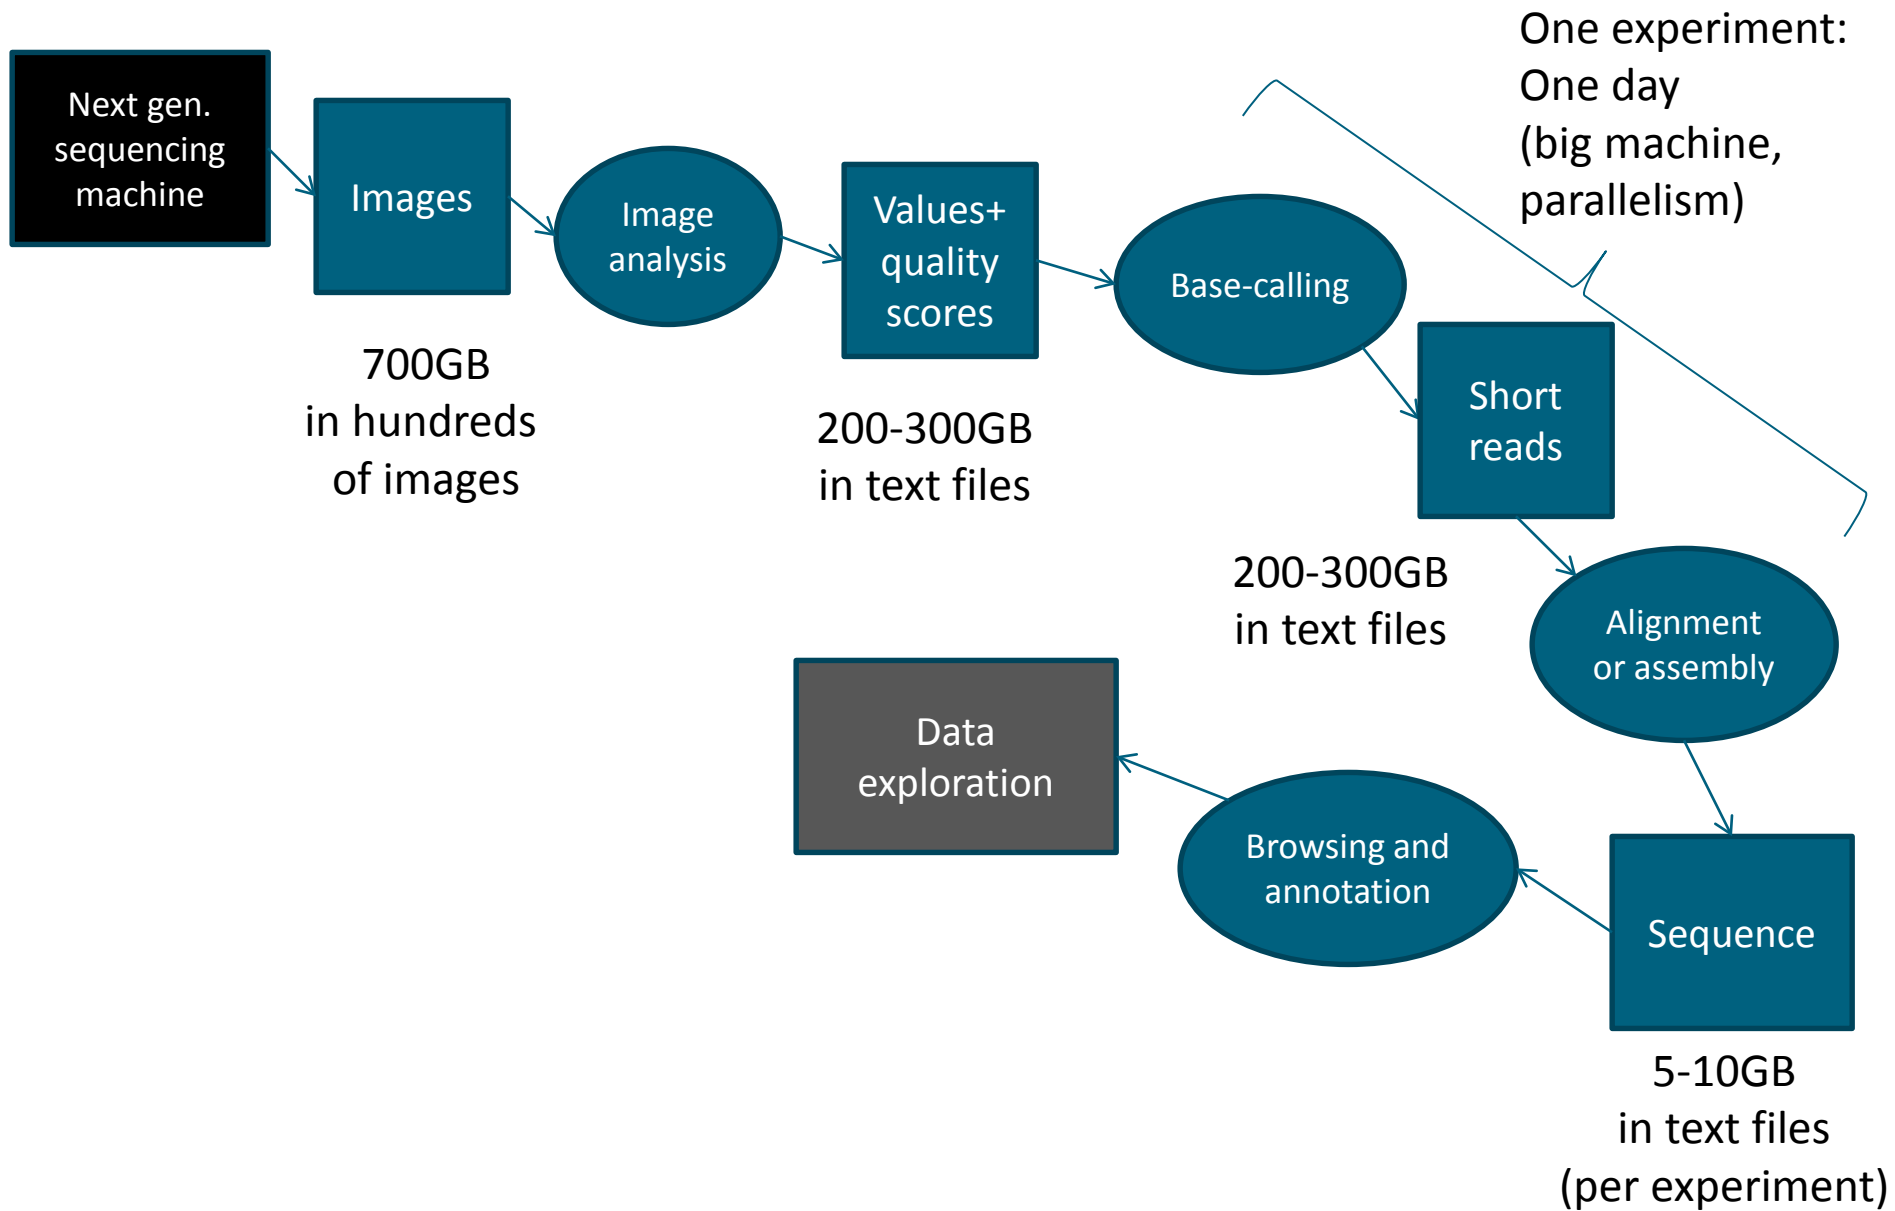 Next gen.
sequencing
machine
Images
700GB
in hundreds
of images
Image
analysis
Values+
quality
scores
200-300GB
in text files
Base-calling
One experiment:
One day
(big machine,
parallelism)
Short
reads
200-300GB
in text files
Alignment
or assembly
Sequence
5-10GB
in text files
(per experiment)
Browsing and
annotation
Data
exploration